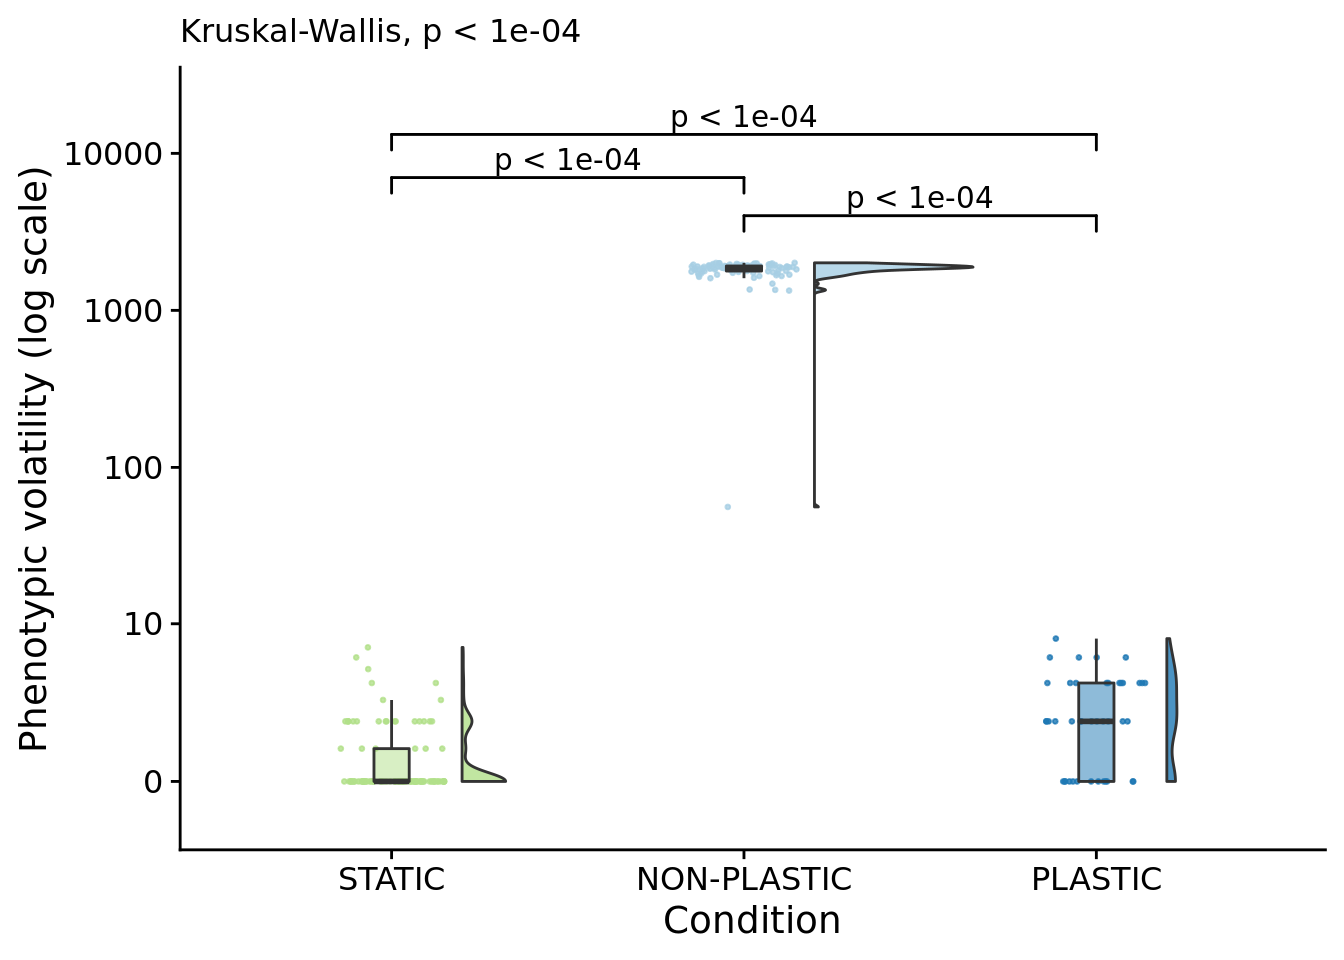 Kruskal-Wallis, p < 1e-04
p < 1e-04
p < 1e-04
p < 1e-04
Phenotypic volatility (log scale)
10000
1000
100
10
0
STATIC
NON-PLASTIC
PLASTIC
Condition